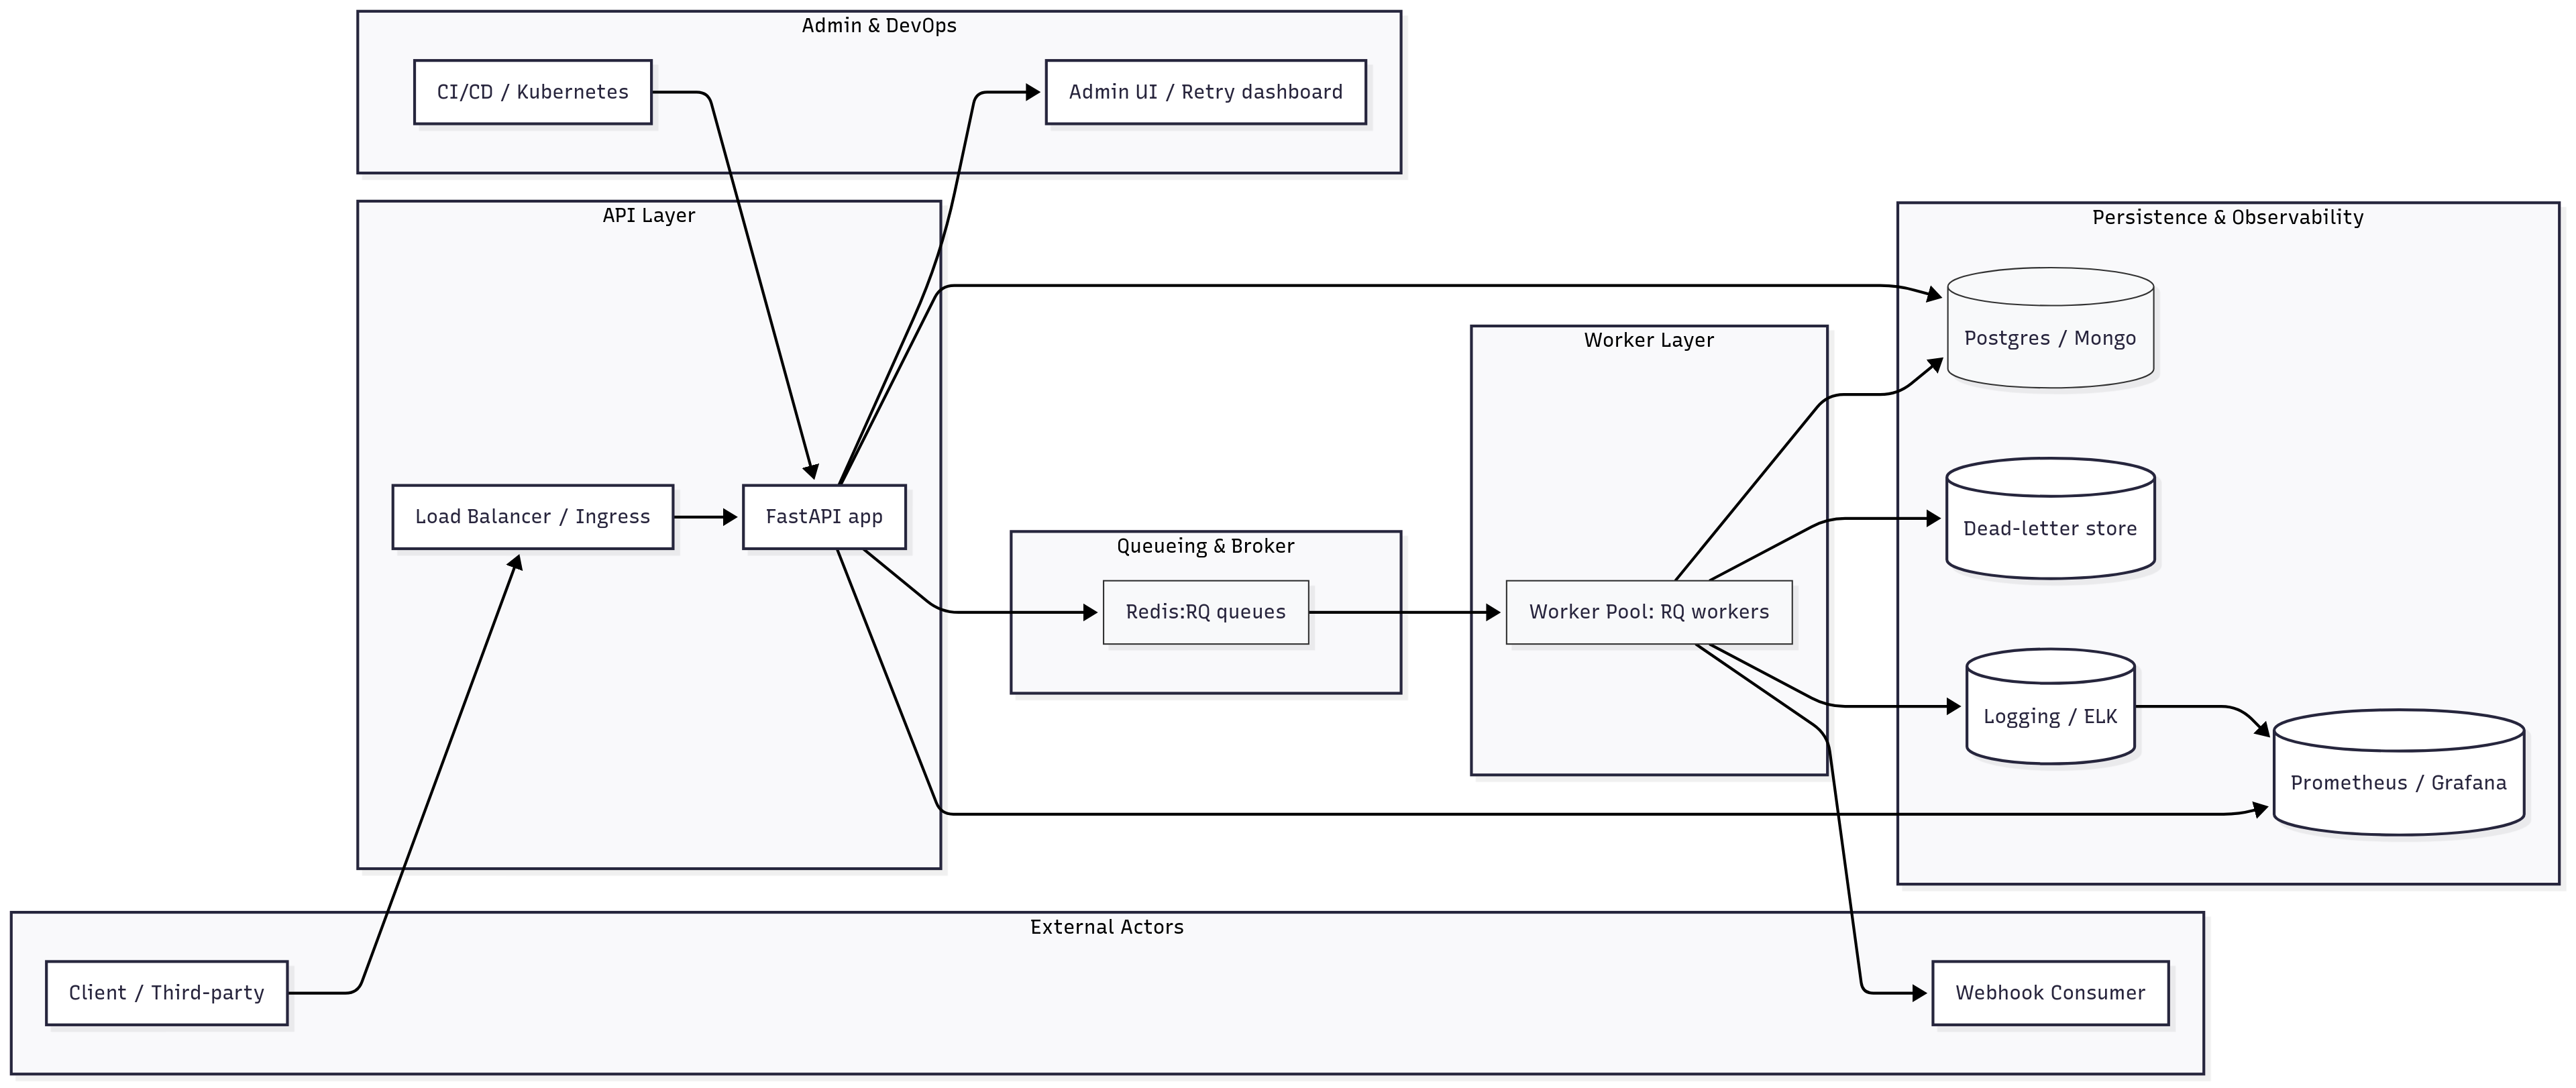 Admin & DevOps
CI/CD / Kubernetes
Admin UI / Retry dashboard
API Layer
Load Balancer / Ingress
FastAPI app
Queueing & Broker
Redis:RQ queues
Worker Layer
Worker Pool: RQ workers
Persistence & Observability
Postgres / Mongo
Dead-letter store
Logging / ELK
Prometheus / Grafana
External Actors
Client / Third-party
Webhook Consumer